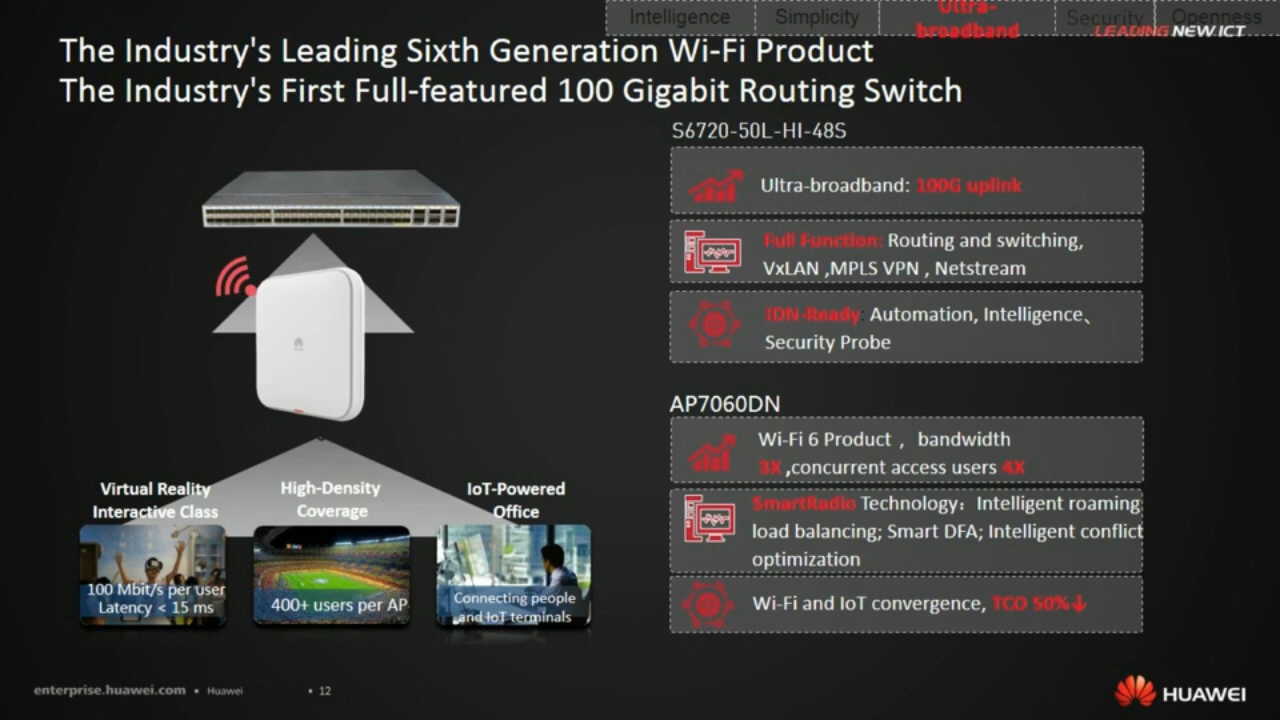 Intelligence
Simplicity
Ultra-
broadband
Security
Openness
LEADING NEW ICT
The Industry's Leading Sixth Generation Wi-Fi Product
The Industry's First Full-featured 100 Gigabit Routing Switch
S6720-50L-HI-48S
Ultra-broadband: 100G uplink
Full Function: Routing and switching,
VxLAN ,MPLS VPN , Netstream
IDN-Ready: Automation, Intelligence、
Security Probe
AP7060DN
Wi-Fi 6 Product ， bandwidth
3X ,concurrent access users 4X
SmartRadio Technology：Intelligent roaming
load balancing; Smart DFA; Intelligent conflict
optimization
Wi-Fi and IoT convergence, TCO 50%↓
Virtual Reality
Interactive Class
100 Mbit/s per user
Latency < 15 ms
High-Density
Coverage
400+ users per AP
IoT-Powered
Office
Connecting people
and IoT terminals
enterprise.huawei.com • Huawei • 12
HUAWEI